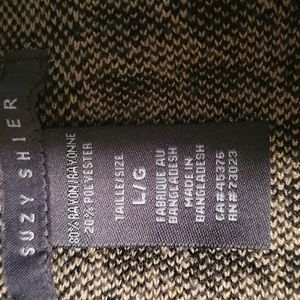 SUZY SHIER
80% RAYON/RAYONNE
20% POLYESTER
TAILLE/SIZE
L/G
FABRIQUE AU
BANGLADESH
MADE IN
BANGLADESH
CA# 45376
RN# 73023